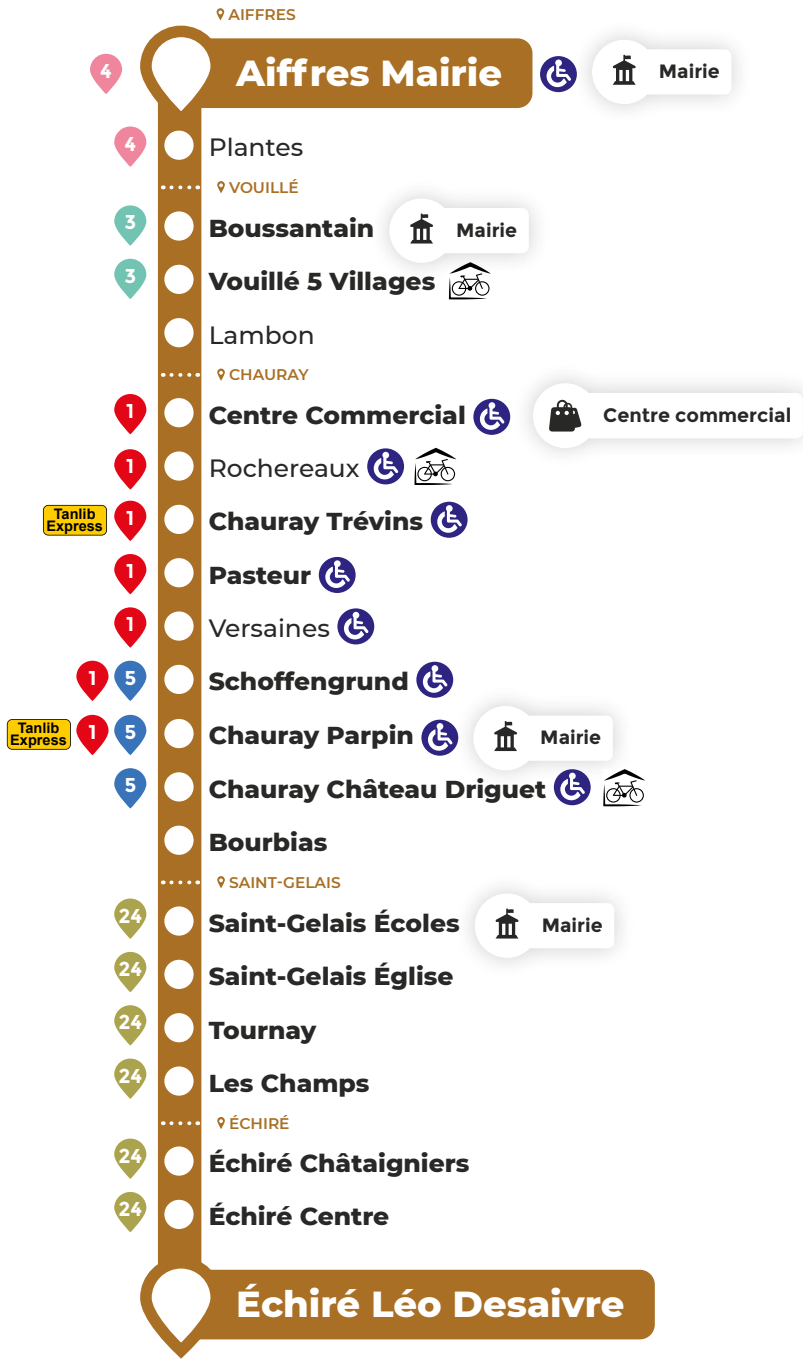 AIFFRES
4 Aiffres Mairie Mairie
4 Plantes
VOUILLÉ
3 Boussantain Mairie
3 Vouillé 5 Villages
Lambon
CHAURAY
1 Centre Commercial Centre commercial
1 Rochereaux
Tanlib
Express
1 Chauray Trévins
1 Pasteur
1 Versaines
1 5 Schoffengrund
Tanlib
Express
1 5 Chauray Parpin Mairie
5 Chauray Château Driguet
Bourbias
SAINT-GELAIS
24 Saint-Gelais Écoles Mairie
24 Saint-Gelais Église
24 Tournay
24 Les Champs
ÉCHIRÉ
24 Échiré Châtaigniers
24 Échiré Centre
Échiré Léo Desaivre